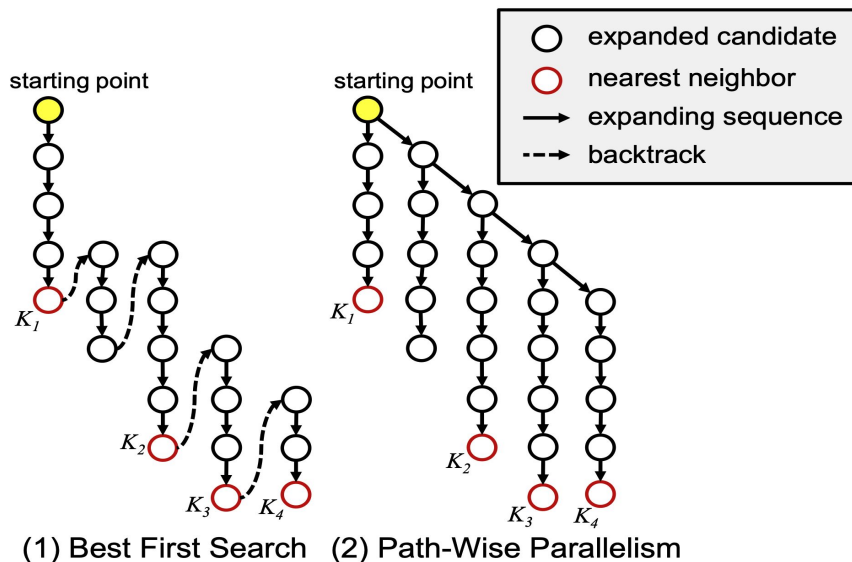 expanded candidate
nearest neighbor
expanding sequence
backtrack
starting point
starting point
K1
K2
K3
K4
K1
K2
K3
K4
(1) Best First Search
(2) Path-Wise Parallelism